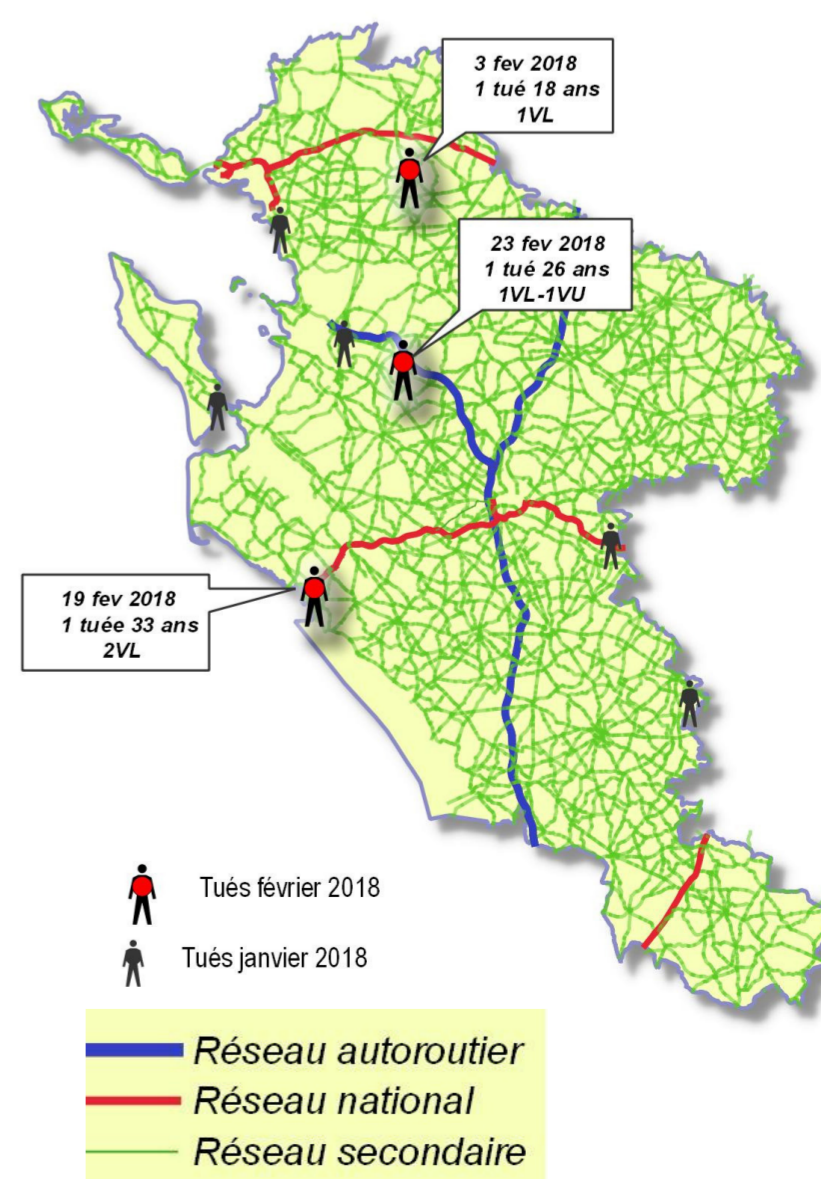 3 fev 2018
1 tué 18 ans
1VL
23 fev 2018
1 tué 26 ans
1VL-1VU
19 fev 2018
1 tuée 33 ans
2VL
Tués février 2018
Tués janvier 2018
Réseau autoroutier
Réseau national
Réseau secondaire